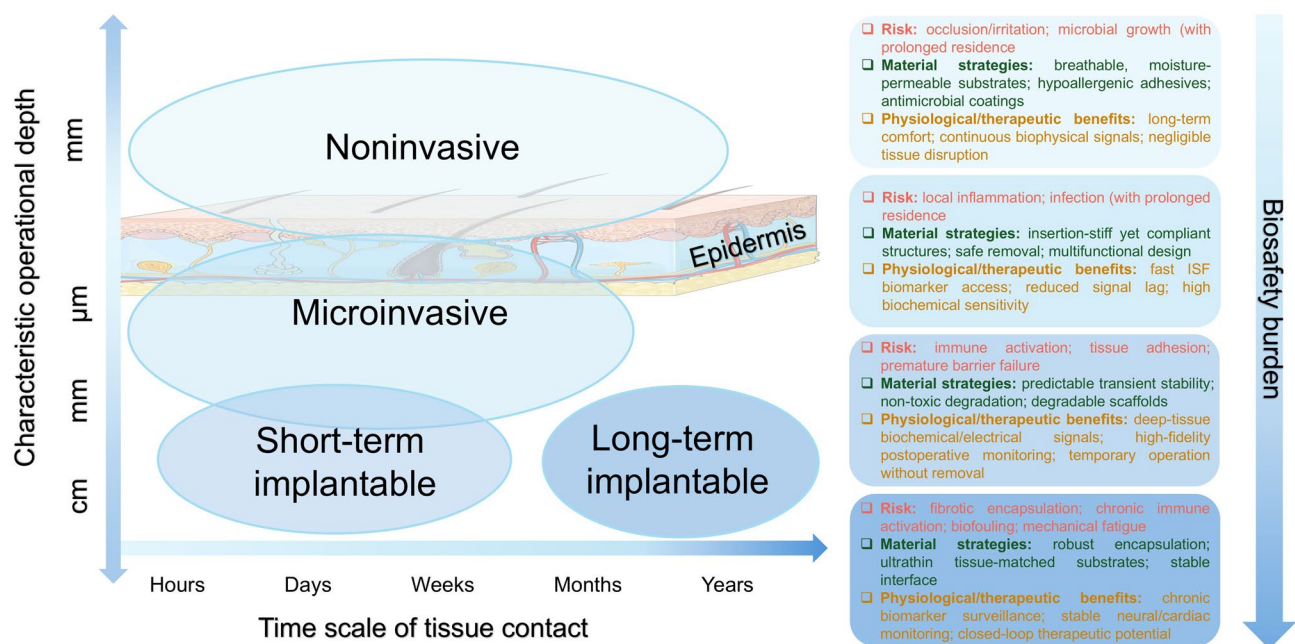 Characteristic operational depth
mm
μm
mm
cm
Noninvasive
Epidermis
Microinvasive
Short-term
implantable
Long-term
implantable
Hours
Days
Weeks
Months
Years
Time scale of tissue contact
❑ Risk: occlusion/irritation; microbial growth (with
prolonged residence
❑ Material strategies: breathable, moisture-
permeable substrates; hypoallergenic adhesives;
antimicrobial coatings
❑ Physiological/therapeutic benefits: long-term
comfort; continuous biophysical signals; negligible
tissue disruption
❑ Risk: local inflammation; infection (with prolonged
residence
❑ Material strategies: insertion-stiff yet compliant
structures; safe removal; multifunctional design
❑ Physiological/therapeutic benefits: fast ISF
biomarker access; reduced signal lag; high
biochemical sensitivity
❑ Risk: immune activation; tissue adhesion;
premature barrier failure
❑ Material strategies: predictable transient stability;
non-toxic degradation; degradable scaffolds
❑ Physiological/therapeutic benefits: deep-tissue
biochemical/electrical signals; high-fidelity
postoperative monitoring; temporary operation
without removal
❑ Risk: fibrotic encapsulation; chronic immune
activation; biofouling; mechanical fatigue
❑ Material strategies: robust encapsulation;
ultrathin tissue-matched substrates; stable
interface
❑ Physiological/therapeutic benefits: chronic
biomarker surveillance; stable neural/cardiac
monitoring; closed-loop therapeutic potential
Biosafety burden